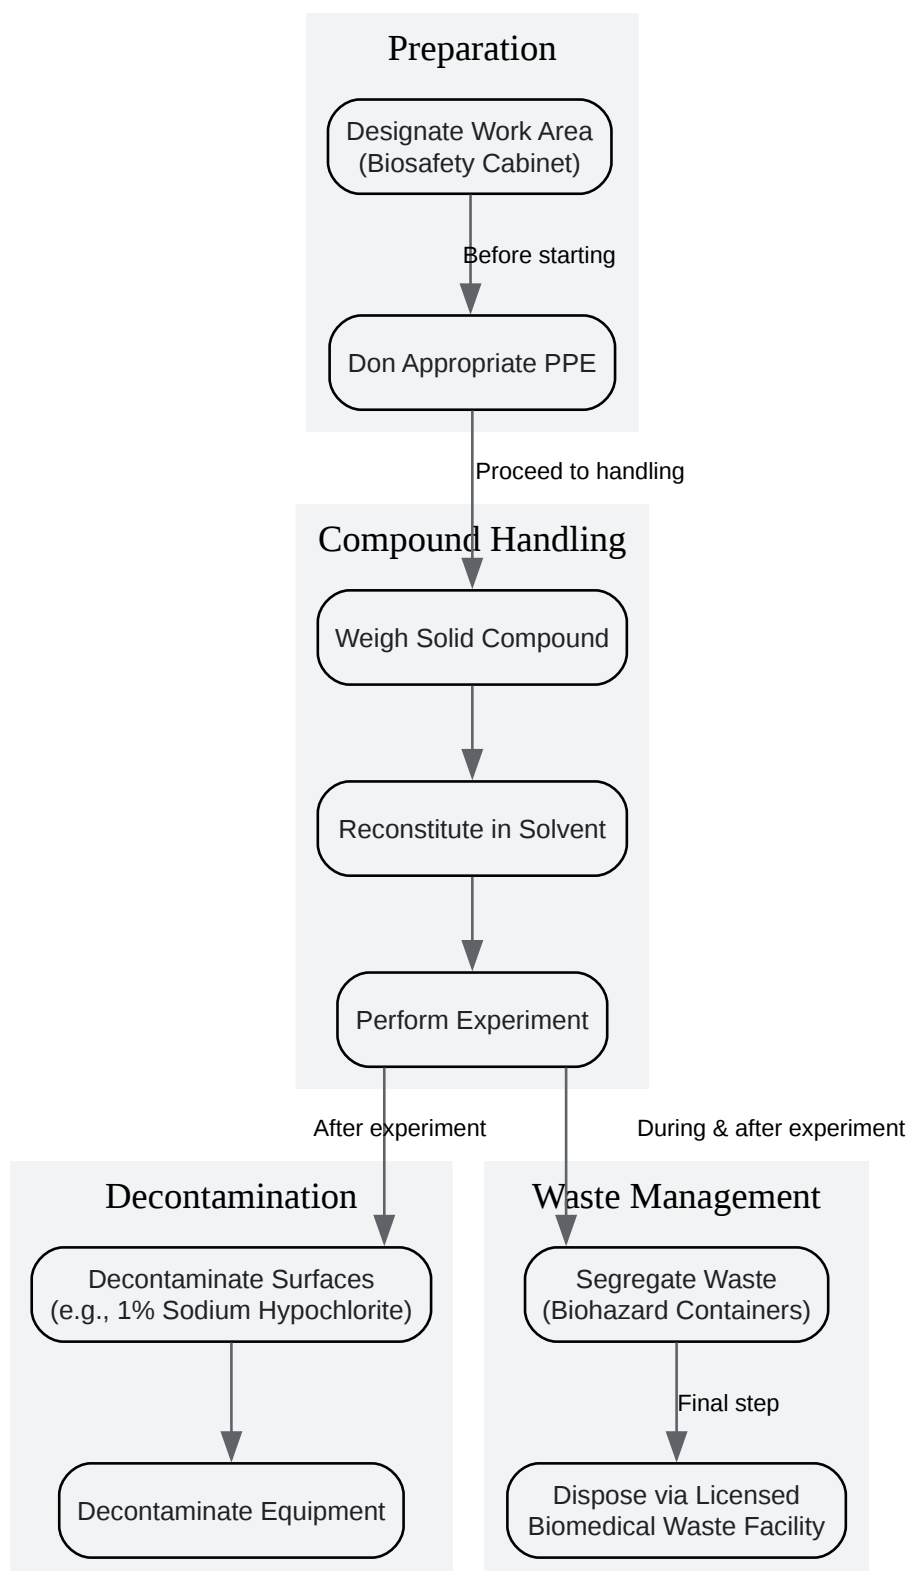 Preparation
Designate Work Area
(Biosafety Cabinet)
Before starting
Don Appropriate PPE
Proceed to handling
Compound Handling
Weigh Solid Compound
Reconstitute in Solvent
Perform Experiment
After experiment
During & after experiment
Decontamination
Waste Management
Decontaminate Surfaces
(e.g., 1% Sodium Hypochlorite)
Segregate Waste
(Biohazard Containers)
Final step
Decontaminate Equipment
Dispose via Licensed
Biomedical Waste Facility